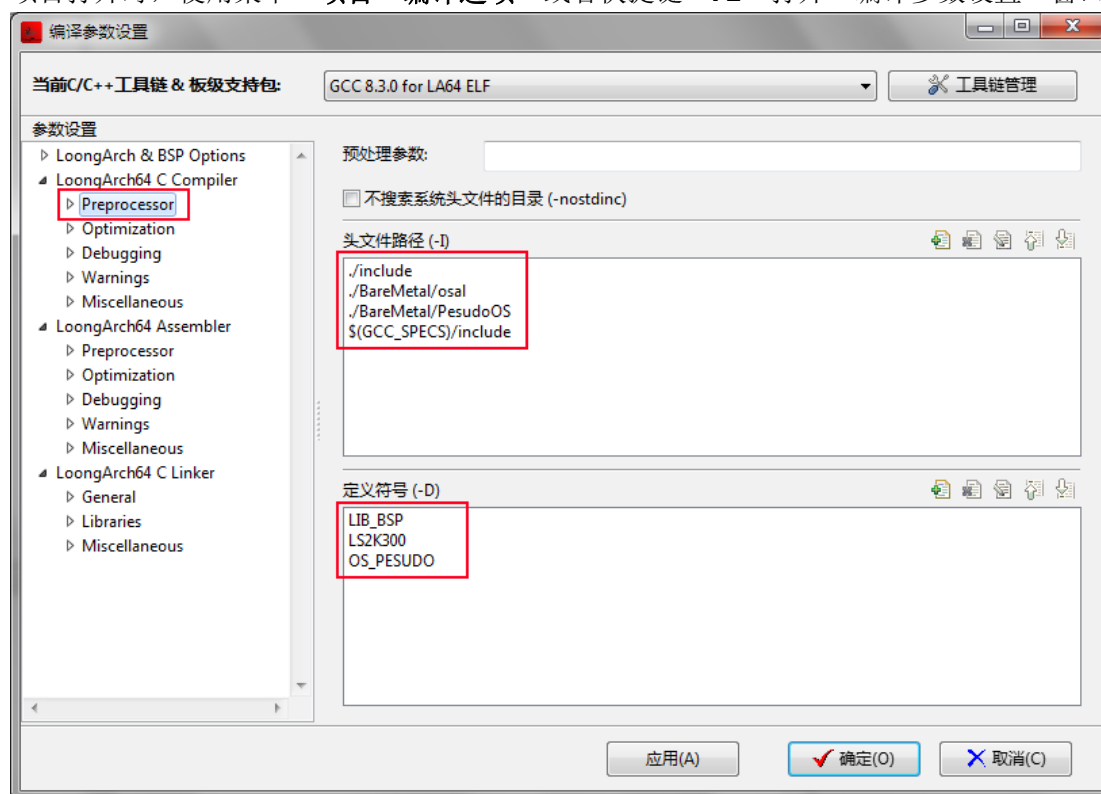 编译参数设置
当前C/C++工具链 & 板级支持包:
GCC 8.3.0 for LA64 ELF
工具链管理
参数设置
LoongArch & BSP Options
LoongArch64 C Compiler
Preprocessor
Optimization
Debugging
Warnings
Miscellaneous
LoongArch64 Assembler
Preprocessor
Optimization
Debugging
Warnings
Miscellaneous
LoongArch64 C Linker
General
Libraries
Miscellaneous
预处理参数:
不搜索系统头文件的目录 (-nostdinc)
头文件路径 (-I)
./include
./BareMetal/osal
./BareMetal/PesudoOS
$(GCC_SPECS)/include
定义符号 (-D)
LIB_BSP
LS2K300
OS_PESUDO
应用(A)
确定(O)
取消(C)